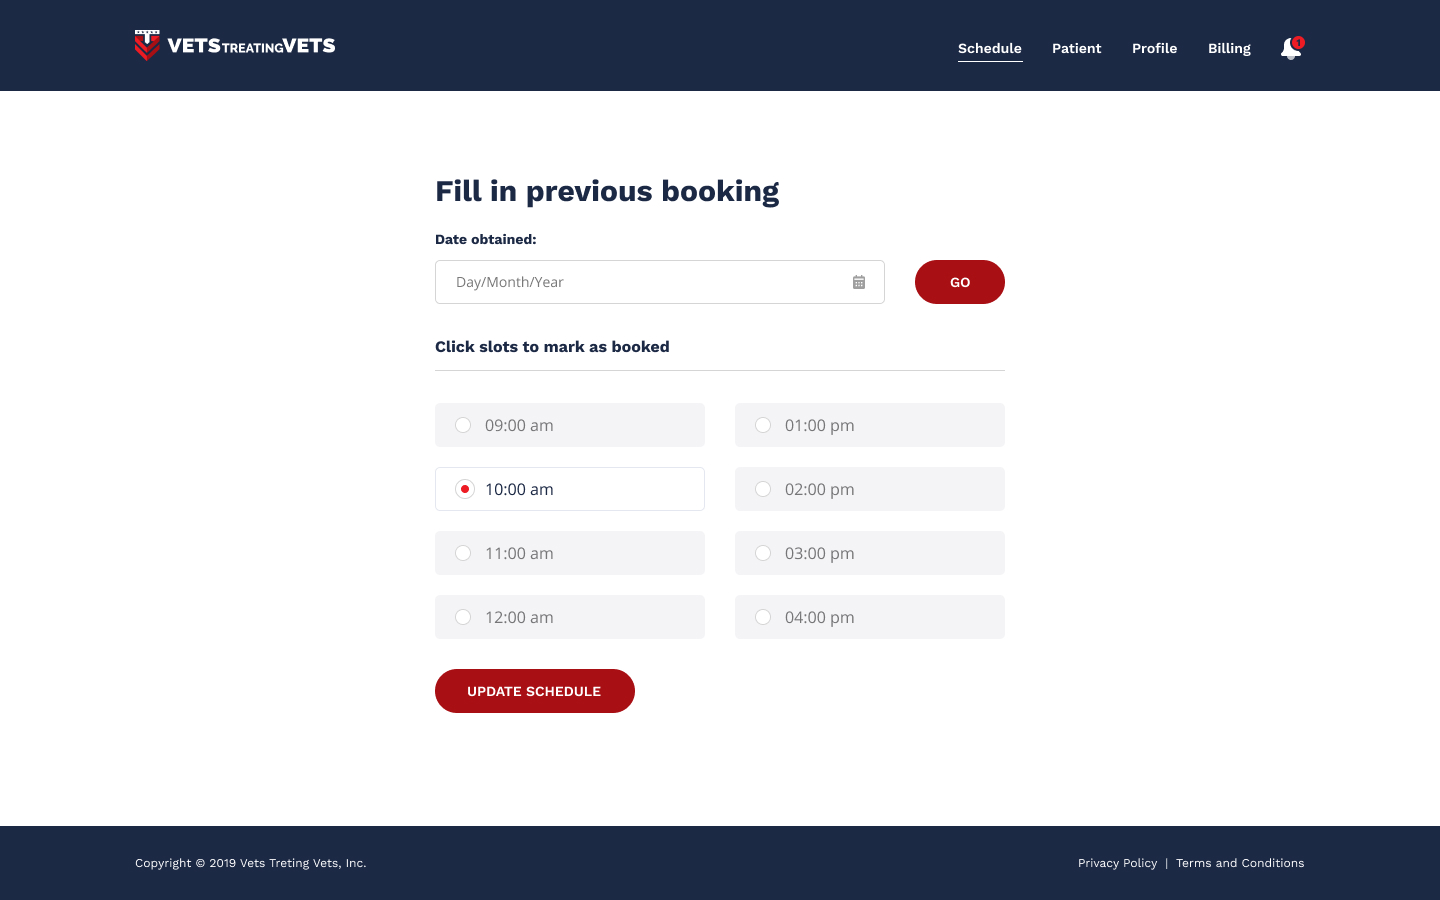 VETSTREATINGVETS
Schedule Patient Profile Billing 1
Fill in previous booking
Date obtained:
Day/Month/Year
GO
Click slots to mark as booked
09:00 am 01:00 pm
10:00 am 02:00 pm
11:00 am 03:00 pm
12:00 am 04:00 pm
UPDATE SCHEDULE
Copyright © 2019 Vets Treting Vets, Inc. Privacy Policy | Terms and Conditions